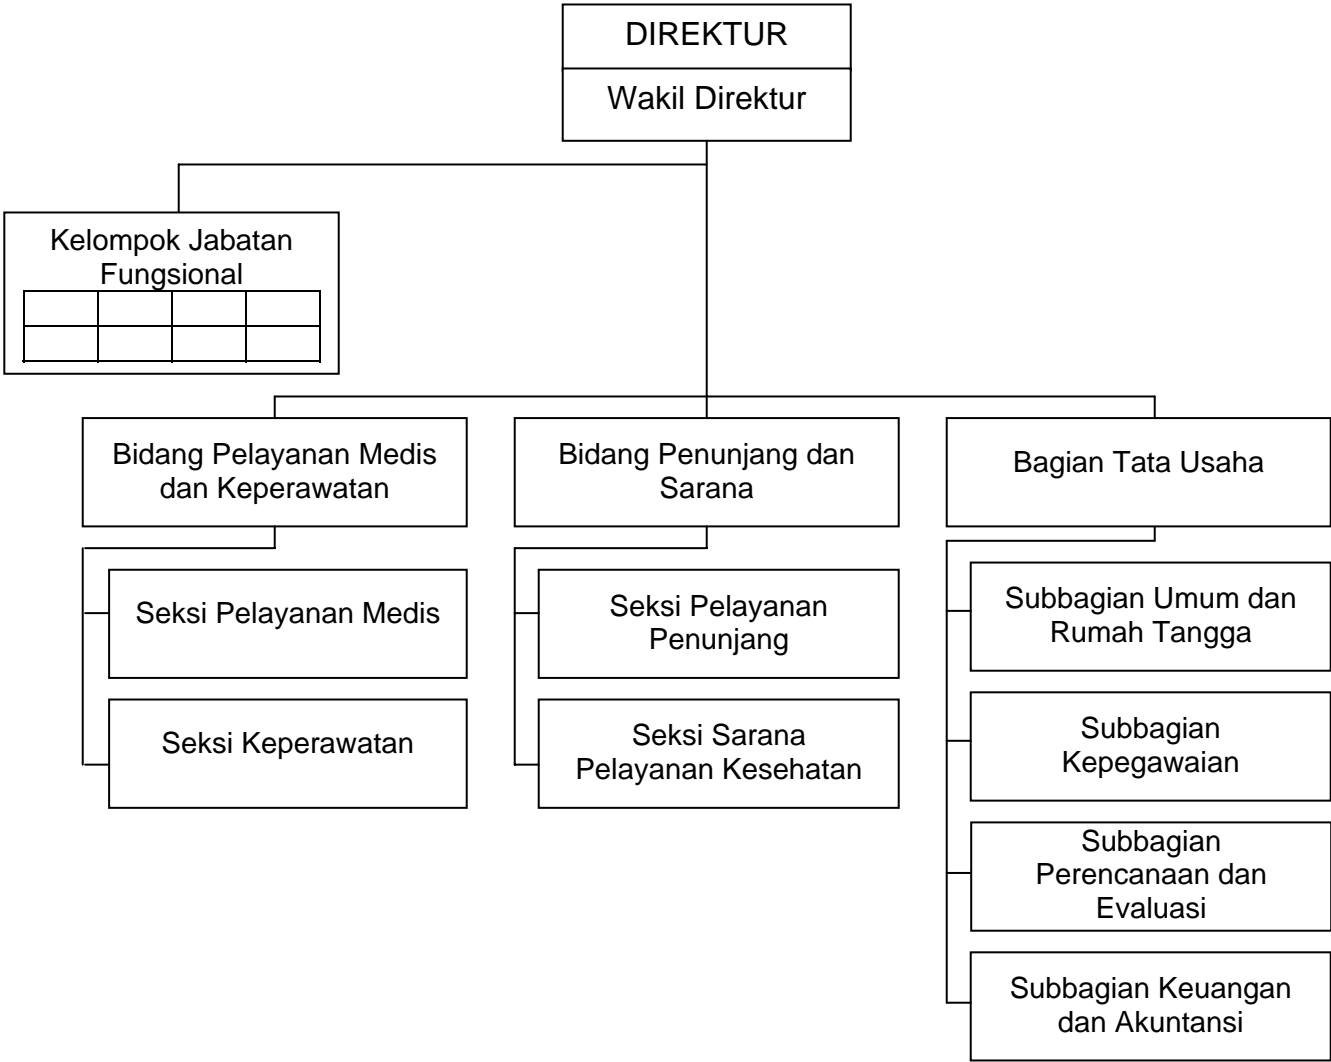 DIREKTUR
Wakil Direktur
Kelompok Jabatan
Fungsional
Bidang Pelayanan Medis
dan Keperawatan
Seksi Pelayanan Medis
Seksi Keperawatan
Bidang Penunjang dan
Sarana
Seksi Pelayanan
Penunjang
Seksi Sarana
Pelayanan Kesehatan
Bagian Tata Usaha
Subbagian Umum dan
Rumah Tangga
Subbagian
Kepegawaian
Subbagian
Perencanaan dan
Evaluasi
Subbagian Keuangan
dan Akuntansi